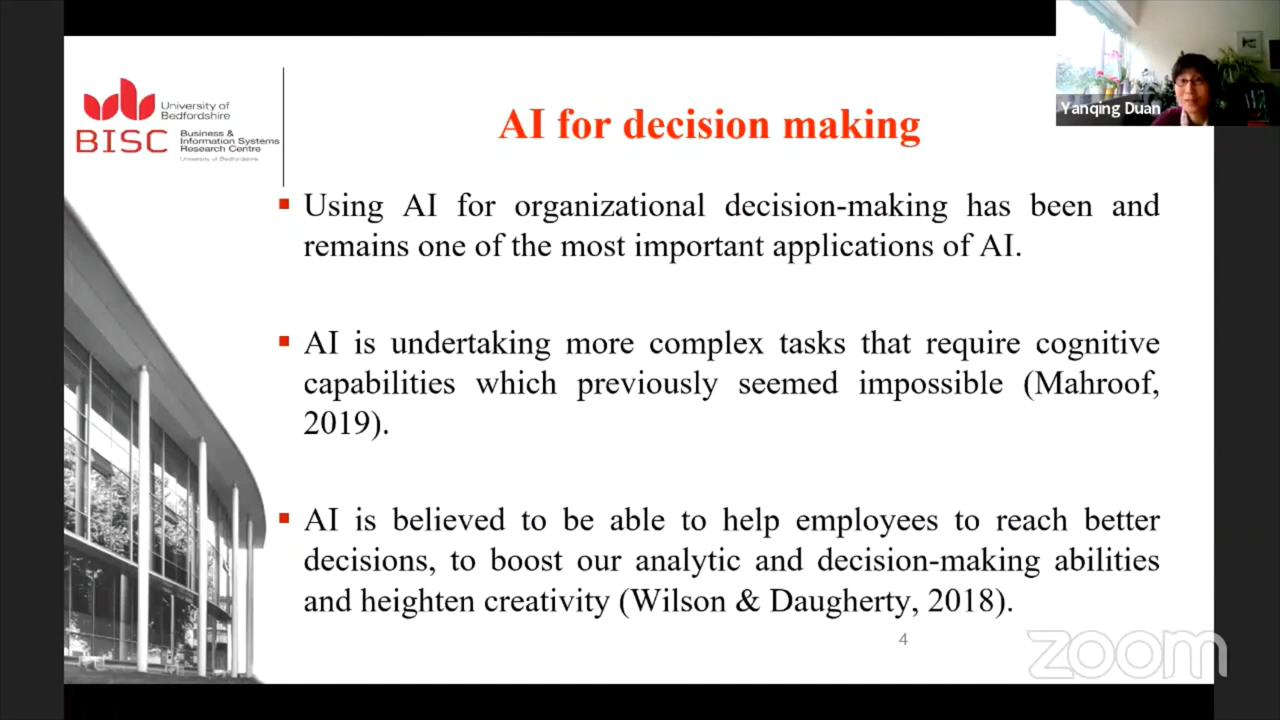 University of
Bedfordshire
BISC
Business &
Information Systems
Research Centre
University of Bedfordshire
AI for decision making
Yanqing Duan
Using AI for organizational decision-making has been and
remains one of the most important applications of AI.
AI is undertaking more complex tasks that require cognitive
capabilities which previously seemed impossible (Mahroof,
2019).
AI is believed to be able to help employees to reach better
decisions, to boost our analytic and decision-making abilities
and heighten creativity (Wilson & Daugherty, 2018).
4
zoom